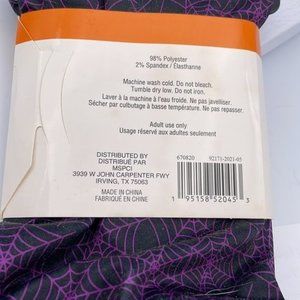 98% Polyester
2% Spandex / Élasthanne
Machine wash cold. Do not bleach.
Tumble dry low. Do not iron.
Laver à la machine à l'eau froide. Ne pas javelliser.
Sécher par culbutage à basse température. Ne pas repasser.
Adult use only
Usage réservé aux adultes seulement
DISTRIBUTED BY
DISTRIBUÉ PAR
MSPCI
3939 W JOHN CARPENTER FWY
IRVING, TX 75063
MADE IN CHINA
FABRIQUÉ EN CHINE
670820 92173-2021-05
1 95158 52045 3